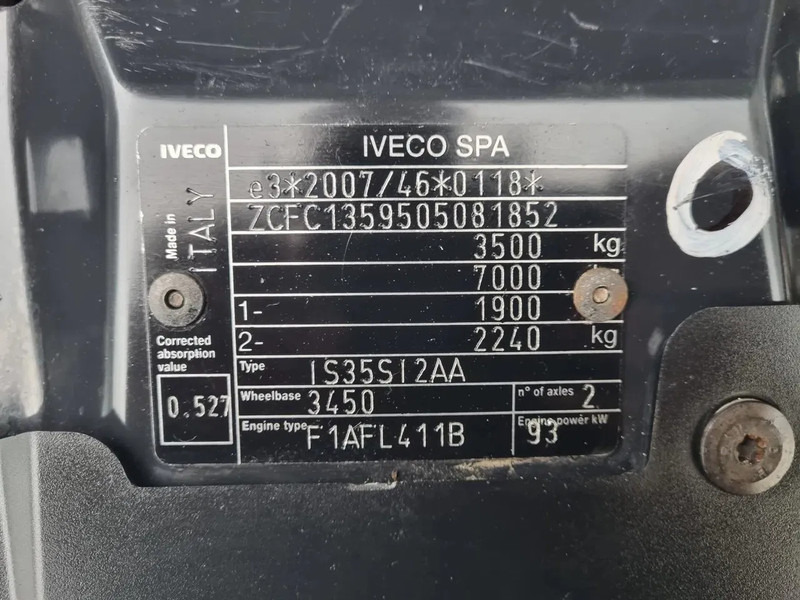 IVECO
IVECO SPA
Made in
ITALY
e3*2007/46*0118*
ZCFC1359505081852
3500 kg
7000
1- 1900
2- 2240 kg
Corrected
absorption
value
0.527
Type IS35SI2AA
Wheelbase 3450
n° of axles 2
Engine type F1AFL411B
Engine power kW
93